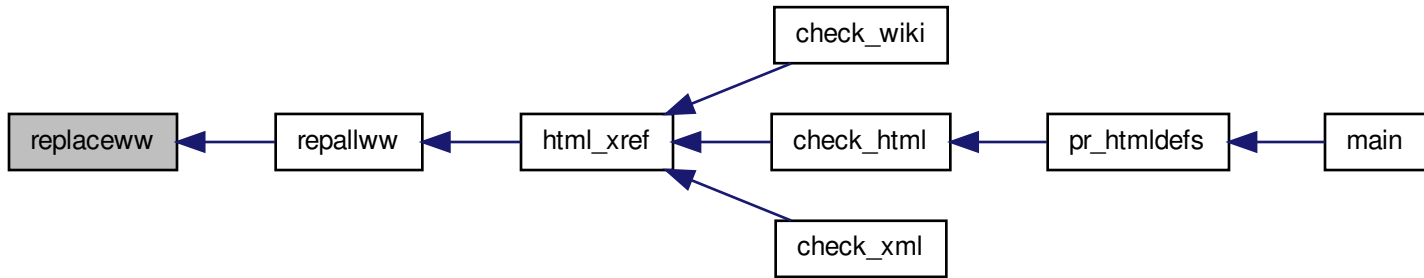 check_wiki
replaceww
repallww
html_xref
check_html
pr_htmldefs
main
check_xml